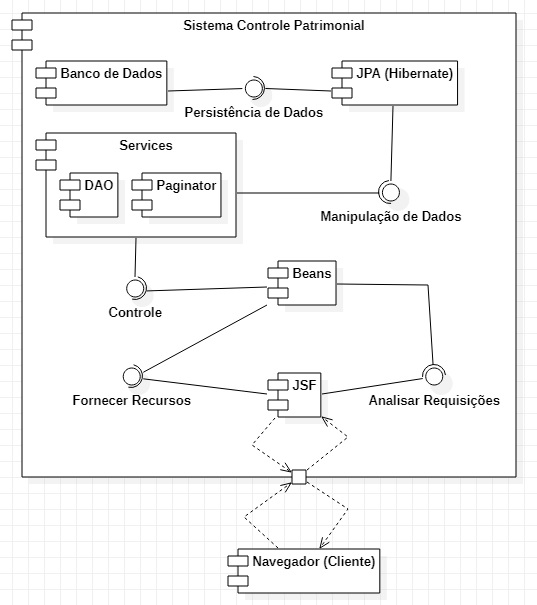 Sistema Controle Patrimonial
Banco de Dados
JPA (Hibernate)
Persistência de Dados
Services
DAO
Paginator
Manipulação de Dados
Beans
Controle
JSF
Fornecer Recursos
Analisar Requisições
Navegador (Cliente)